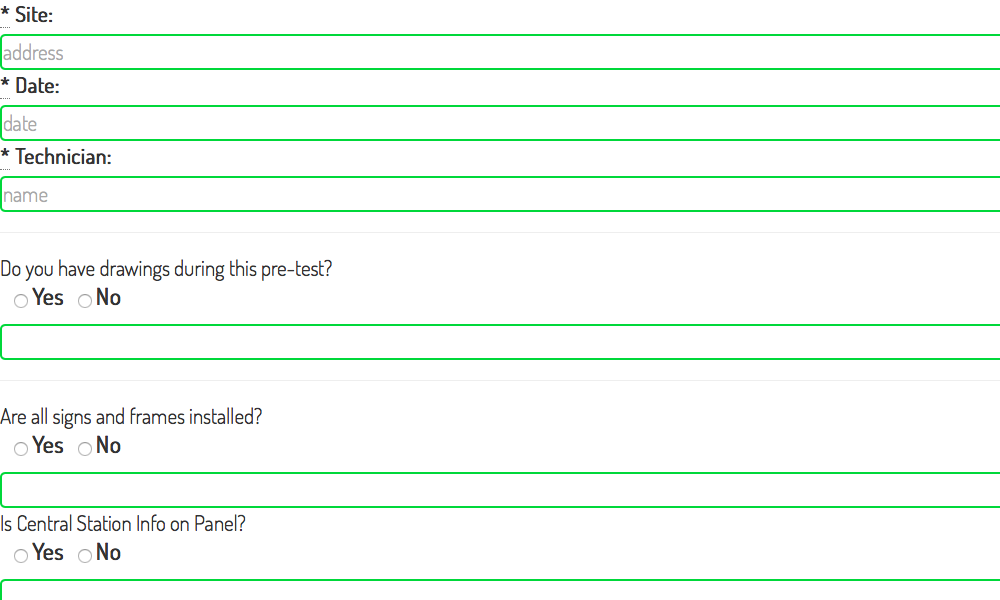 * Site:
address
* Date:
date
* Technician:
name
Do you have drawings during this pre-test?
Yes No
Are all signs and frames installed?
Yes No
Is Central Station Info on Panel?
Yes No